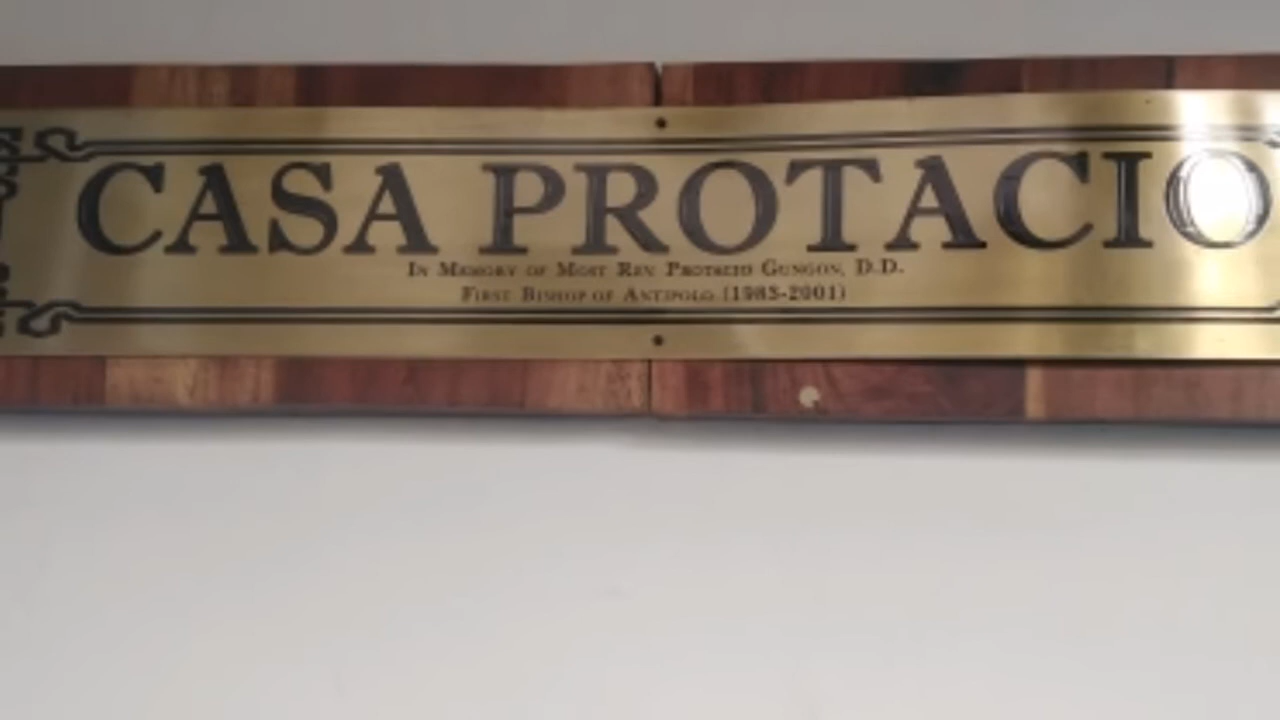 CASA PROTACIO
IN MEMORY OF MOST REV. PROTACIO GUNGON, D.D.
FIRST BISHOP OF ANTIPOLO (1983-2001)